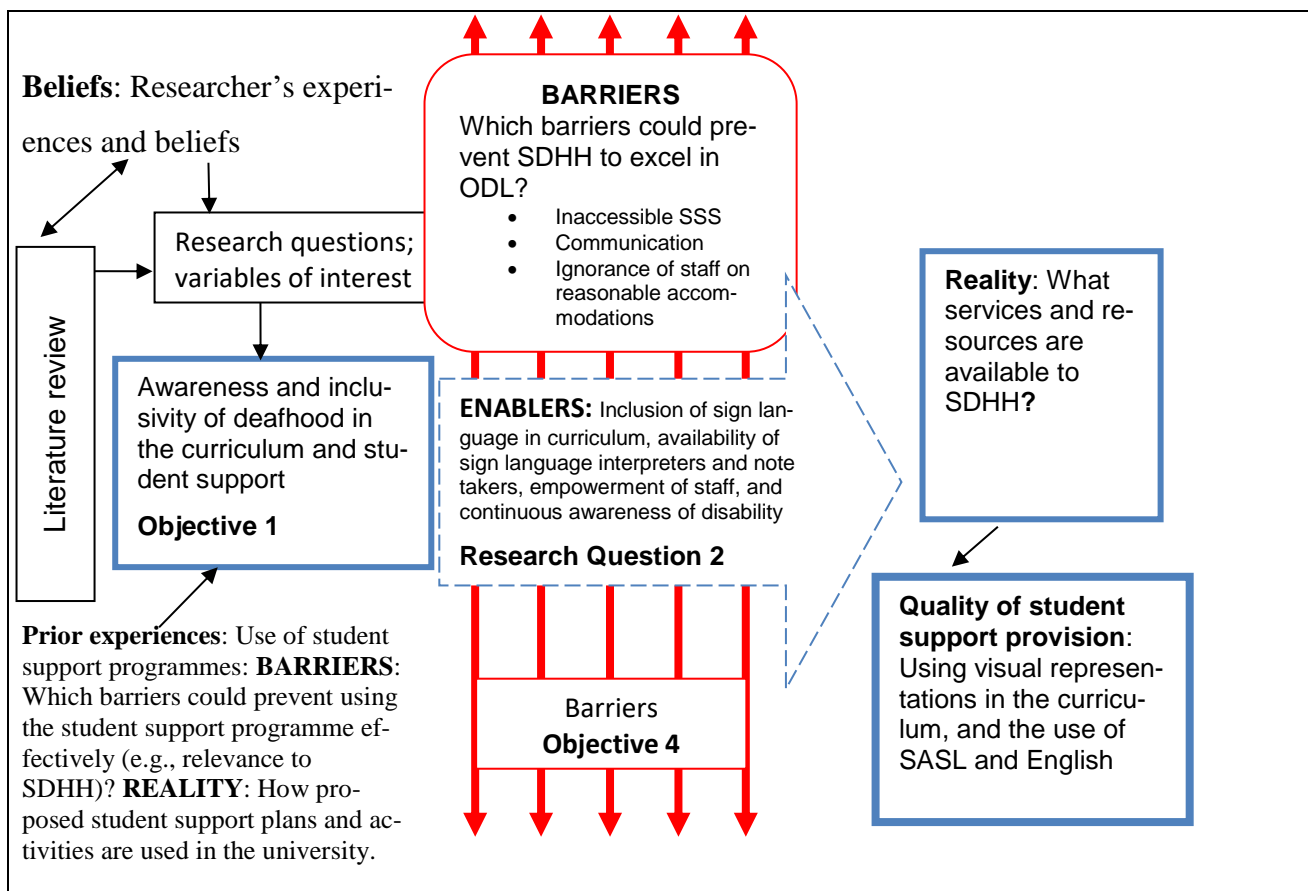 Beliefs: Researcher’s experi-
ences and beliefs
Literature review
Research questions;
variables of interest
Awareness and inclu-
sivity of deafhood in
the curriculum and stu-
dent support
Objective 1
Prior experiences: Use of student
support programmes: BARRIERS:
Which barriers could prevent using
the student support programme ef-
fectively (e.g., relevance to
SDHH)? REALITY: How pro-
posed student support plans and ac-
tivities are used in the university.
BARRIERS
Which barriers could pre-
vent SDHH to excel in
ODL?
• Inaccessible SSS
• Communication
• Ignorance of staff on
reasonable accom-
modations
ENABLERS: Inclusion of sign lan-
guage in curriculum, availability of
sign language interpreters and note
takers, empowerment of staff, and
continuous awareness of disability
Research Question 2
Barriers
Objective 4
Reality: What
services and re-
sources are
available to
SDHH?
Quality of student
support provision:
Using visual represen-
tations in the curricu-
lum, and the use of
SASL and English